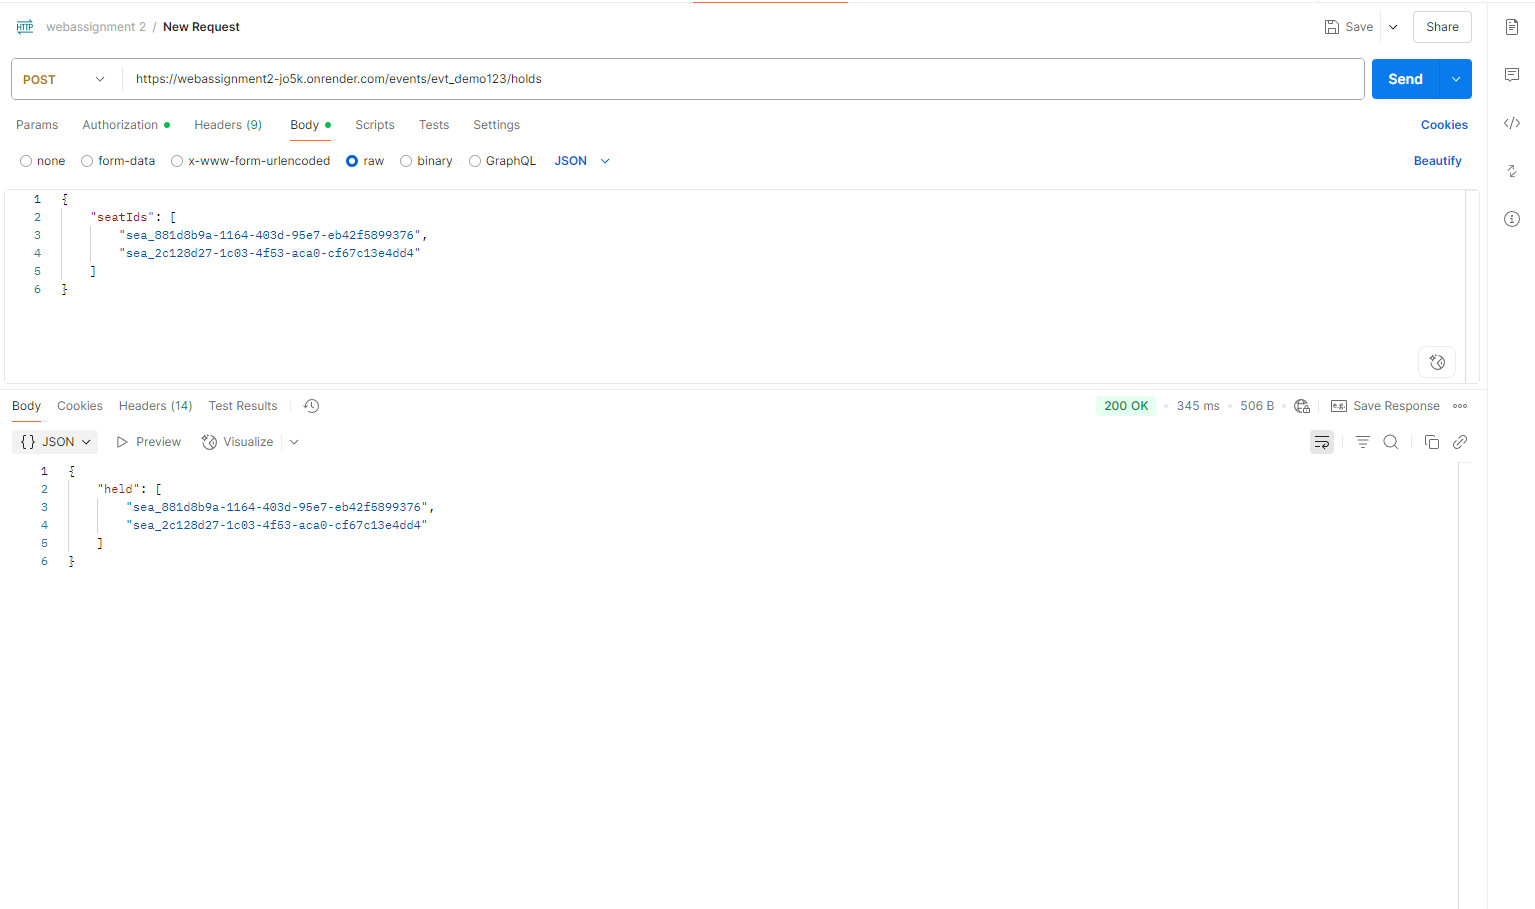 HTTP webassignment 2 / New Request Save Share
POST https://webassignment2-jo5k.onrender.com/events/evt_demo123/holds Send
Params Authorization Headers (9) Body Scripts Tests Settings Cookies
none form-data x-www-form-urlencoded raw binary GraphQL JSON Beautify
1 {
2 "seatIds": [
3 "sea_881d8b9a-1164-403d-95e7-eb42f5899376",
4 "sea_2c128d27-1c03-4f53-aca0-cf67c13e4dd4"
5 ]
6 }
Body Cookies Headers (14) Test Results 200 OK • 345 ms • 506 B • e.g. Save Response
{} JSON Preview Visualize
1 {
2 "held": [
3 "sea_881d8b9a-1164-403d-95e7-eb42f5899376",
4 "sea_2c128d27-1c03-4f53-aca0-cf67c13e4dd4"
5 ]
6 }